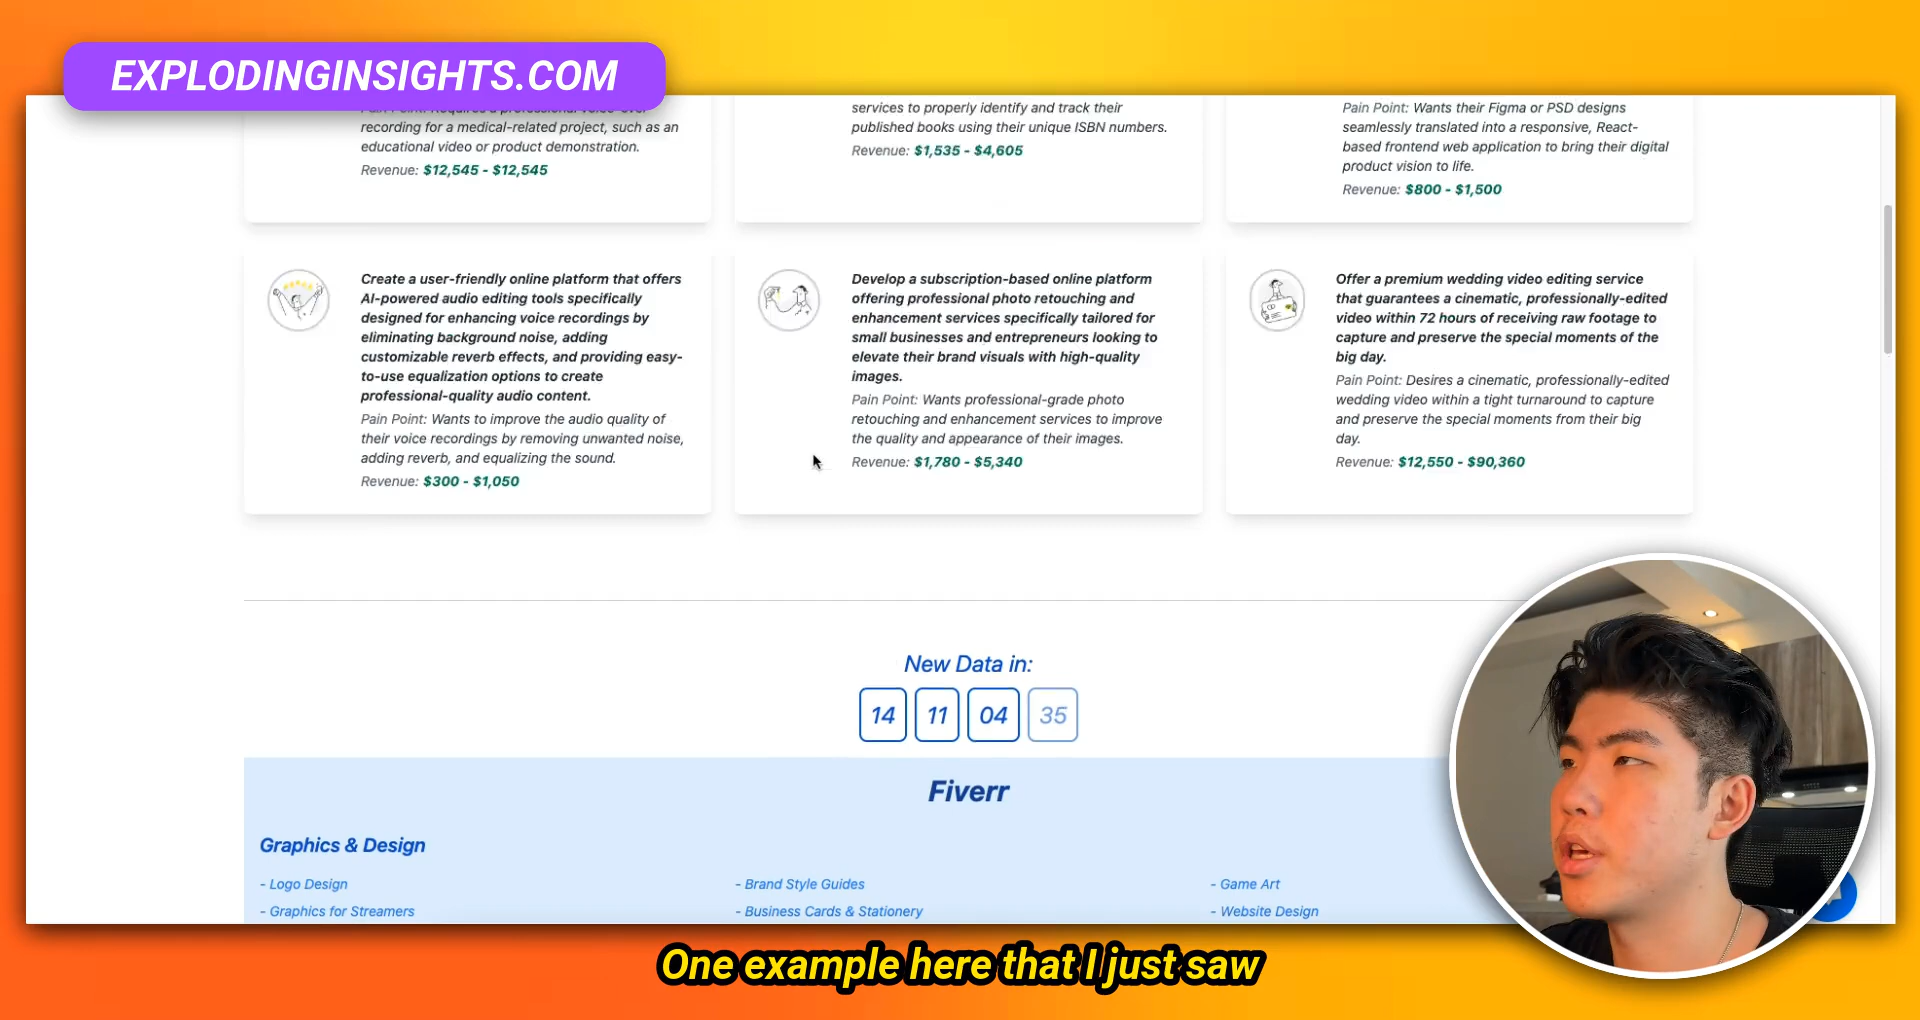 EXPLODINGINSIGHTS.COM
Pain Point: Requires a professional voice-over
recording for a medical-related project, such as an
educational video or product demonstration.
Revenue: $12,545 - $12,545
services to properly identify and track their
published books using their unique ISBN numbers.
Revenue: $1,535 - $4,605
Pain Point: Wants their Figma or PSD designs
seamlessly translated into a responsive, React-
based frontend web application to bring their digital
product vision to life.
Revenue: $800 - $1,500
Create a user-friendly online platform that offers
AI-powered audio editing tools specifically
designed for enhancing voice recordings by
eliminating background noise, adding
customizable reverb effects, and providing easy-
to-use equalization options to create
professional-quality audio content.
Pain Point: Wants to improve the audio quality of
their voice recordings by removing unwanted noise,
adding reverb, and equalizing the sound.
Revenue: $300 - $1,050
Develop a subscription-based online platform
offering professional photo retouching and
enhancement services specifically tailored for
small businesses and entrepreneurs looking to
elevate their brand visuals with high-quality
images.
Pain Point: Wants professional-grade photo
retouching and enhancement services to improve
the quality and appearance of their images.
Revenue: $1,780 - $5,340
Offer a premium wedding video editing service
that guarantees a cinematic, professionally-edited
video within 72 hours of receiving raw footage to
capture and preserve the special moments of the
big day.
Pain Point: Desires a cinematic, professionally-edited
wedding video within a tight turnaround to capture
and preserve the special moments from their big
day.
Revenue: $12,550 - $90,360
New Data in:
14 11 04 35
Fiverr
Graphics & Design
- Logo Design
- Brand Style Guides
- Game Art
- Graphics for Streamers
- Business Cards & Stationery
- Website Design
One example here that I just saw